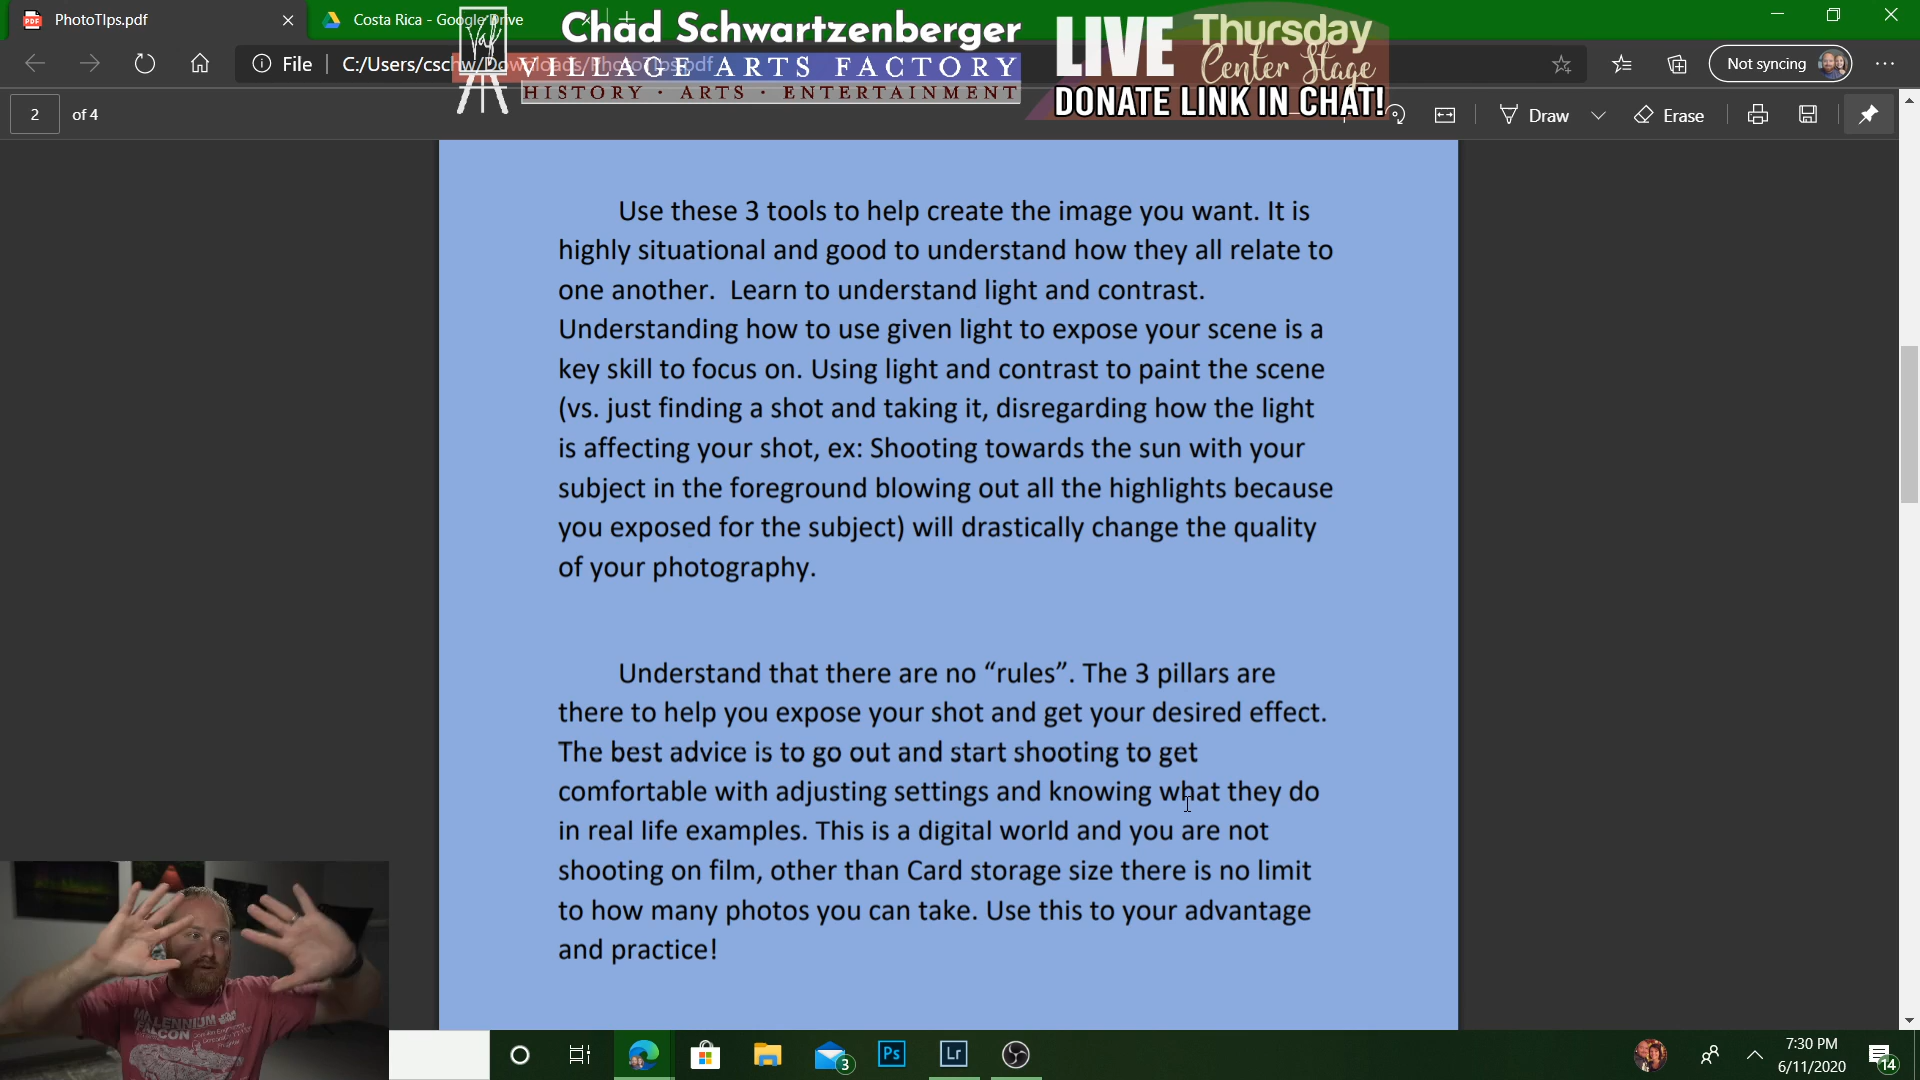 PhotoTIps.pdf
Costa Rica - Google Drive
Chad Schwartzenberger
VILLAGE ARTS FACTORY
HISTORY · ARTS · ENTERTAINMENT
LIVE Thursday
Center Stage
DONATE LINK IN CHAT!
File
C:/Users/cschw/Downloads/PhotoTIps.pdf
Not syncing
2 of 4
Draw
Erase
Use these 3 tools to help create the image you want. It is
highly situational and good to understand how they all relate to
one another.  Learn to understand light and contrast.
Understanding how to use given light to expose your scene is a
key skill to focus on. Using light and contrast to paint the scene
(vs. just finding a shot and taking it, disregarding how the light
is affecting your shot, ex: Shooting towards the sun with your
subject in the foreground blowing out all the highlights because
you exposed for the subject) will drastically change the quality
of your photography.
Understand that there are no “rules”. The 3 pillars are
there to help you expose your shot and get your desired effect.
The best advice is to go out and start shooting to get
comfortable with adjusting settings and knowing what they do
in real life examples. This is a digital world and you are not
shooting on film, other than Card storage size there is no limit
to how many photos you can take. Use this to your advantage
and practice!
MILLENNIUM
FALCON
3
Ps
Lr
7:30 PM
6/11/2020
14